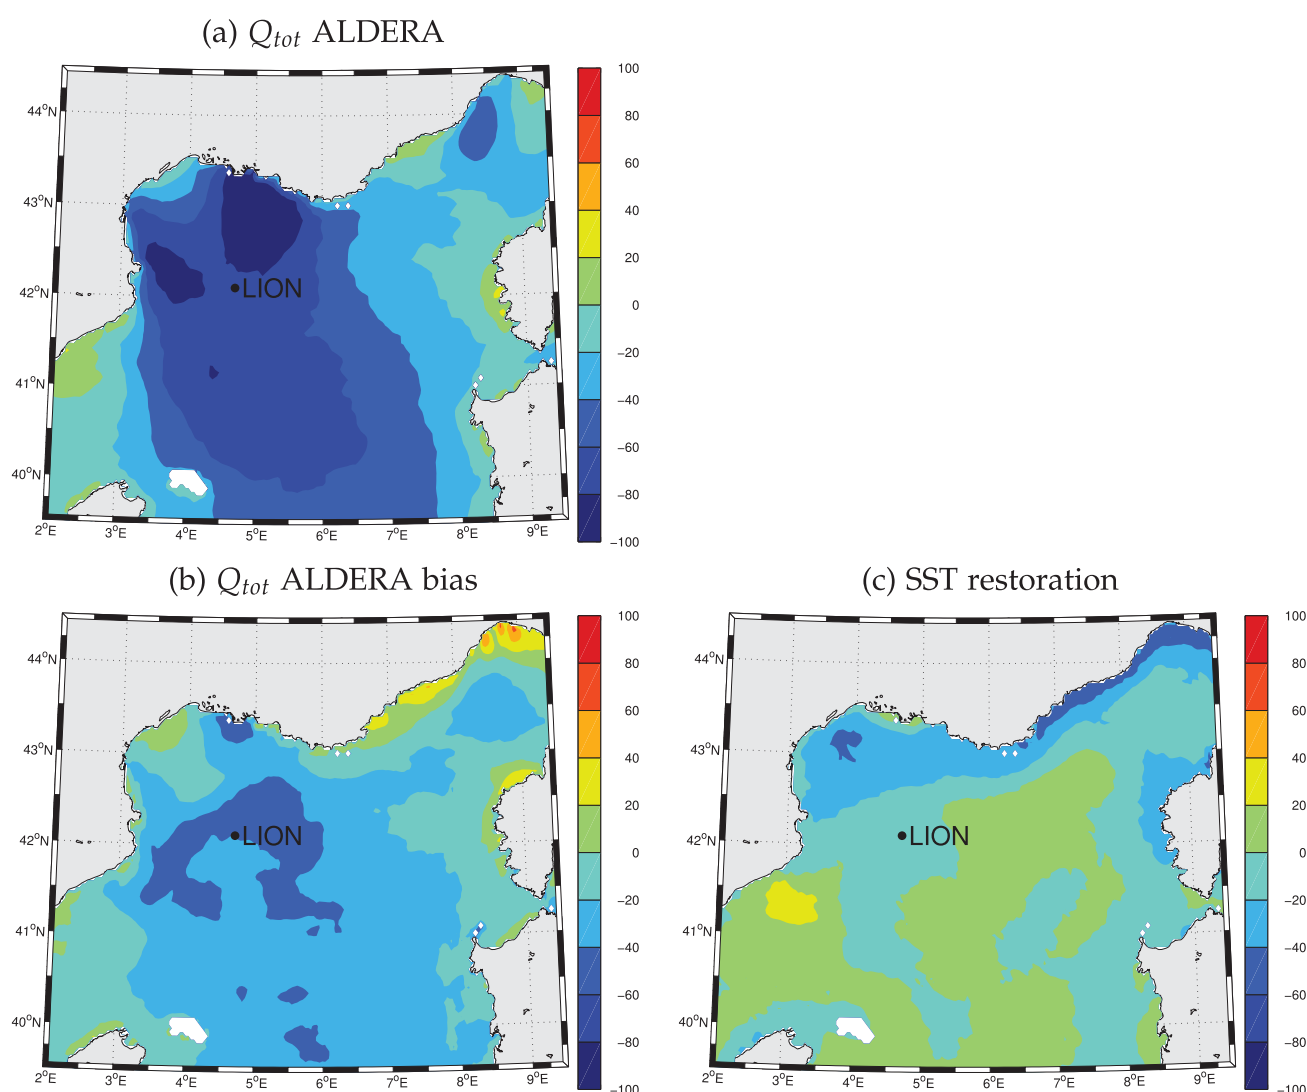 (a) Qtot ALDERA
44°N
43°N
42°N
41°N
40°N
2°E 3°E 4°E 5°E 6°E 7°E 8°E 9°E
LION
100
80
60
40
20
0
−20
−40
−60
−80
−100
(b) Qtot ALDERA bias
44°N
43°N
42°N
41°N
40°N
2°E 3°E 4°E 5°E 6°E 7°E 8°E 9°E
LION
100
80
60
40
20
0
−20
−40
−60
−80
−100
(c) SST restoration
44°N
43°N
42°N
41°N
40°N
2°E 3°E 4°E 5°E 6°E 7°E 8°E 9°E
LION
100
80
60
40
20
0
−20
−40
−60
−80
−100